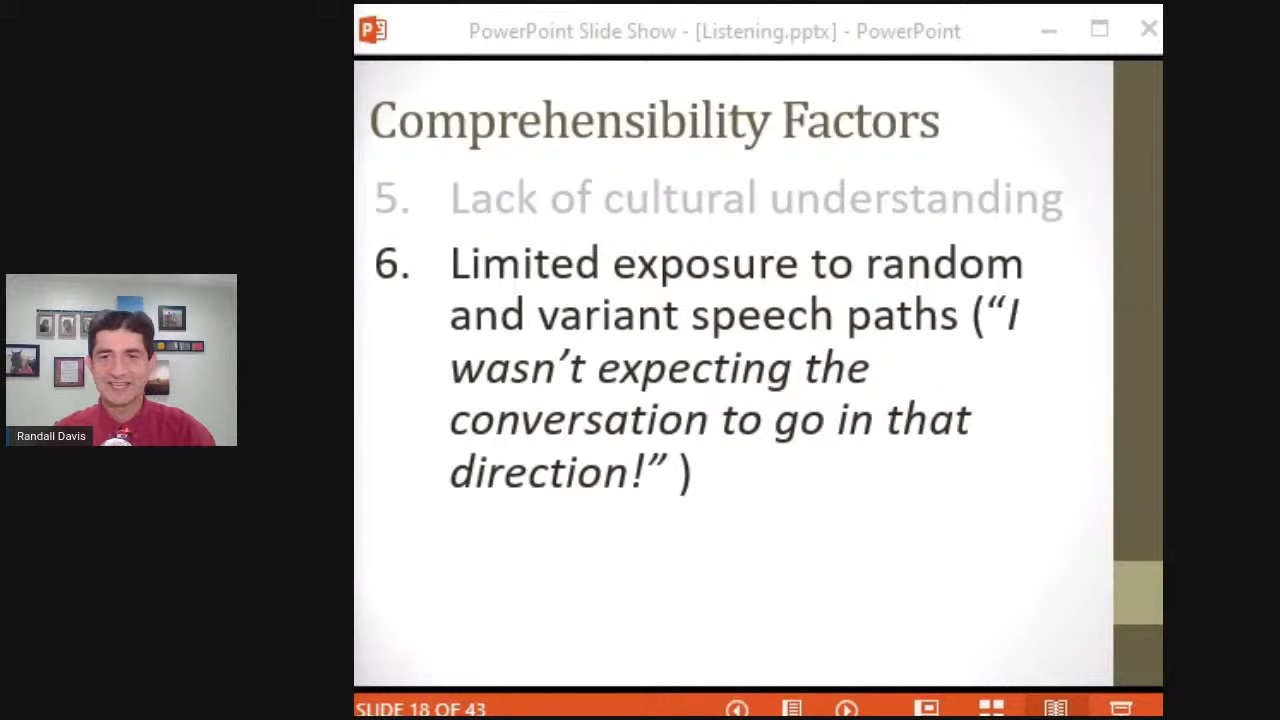 PowerPoint Slide Show - [Listening.pptx] - PowerPoint
Comprehensibility Factors
5. Lack of cultural understanding
6. Limited exposure to random
and variant speech paths (“I
wasn’t expecting the
conversation to go in that
direction!” )
Randall Davis
SLIDE 18 OF 43